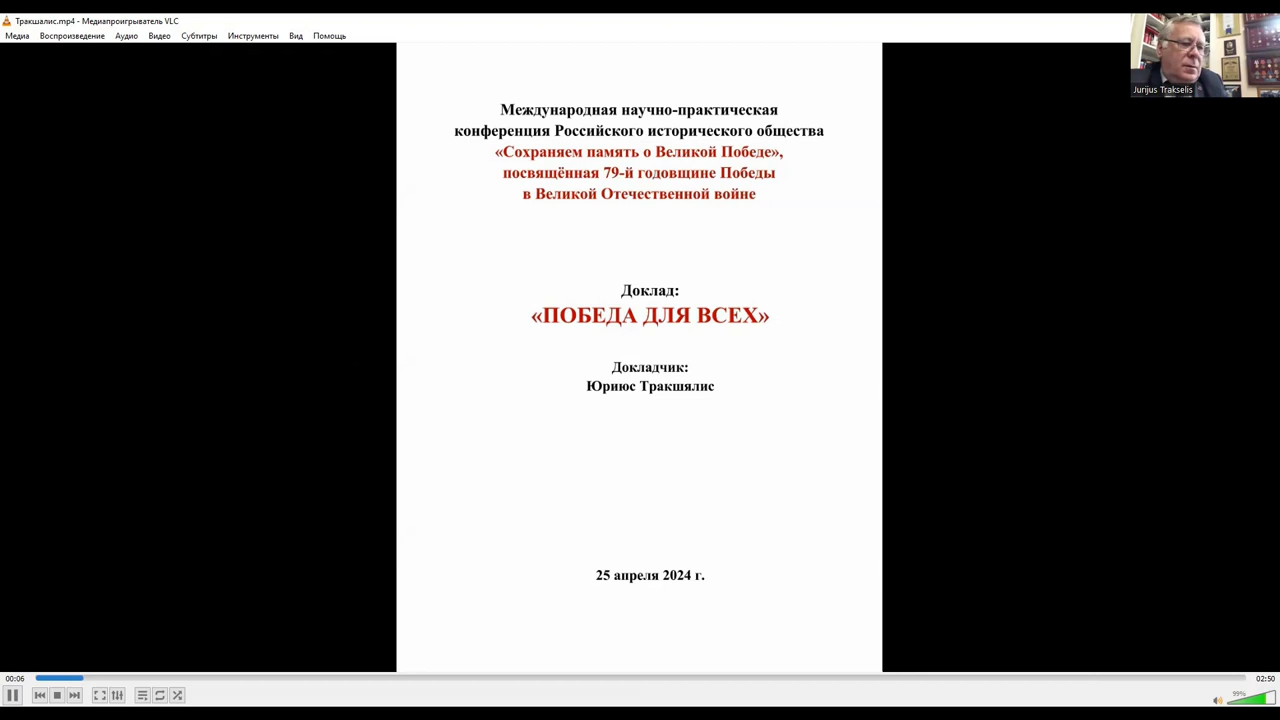 Тракшалис.mp4 - Медиапроигрыватель VLC
Медиа Воспроизведение Аудио Видео Субтитры Инструменты Вид Помощь
Jurijus Trakselis
Международная научно-практическая
конференция Российского исторического общества
«Сохраняем память о Великой Победе»,
посвящённая 79-й годовщине Победы
в Великой Отечественной войне
Доклад:
«ПОБЕДА ДЛЯ ВСЕХ»
Докладчик:
Юриюс Тракшялис
25 апреля 2024 г.
00:06
02:50
99%